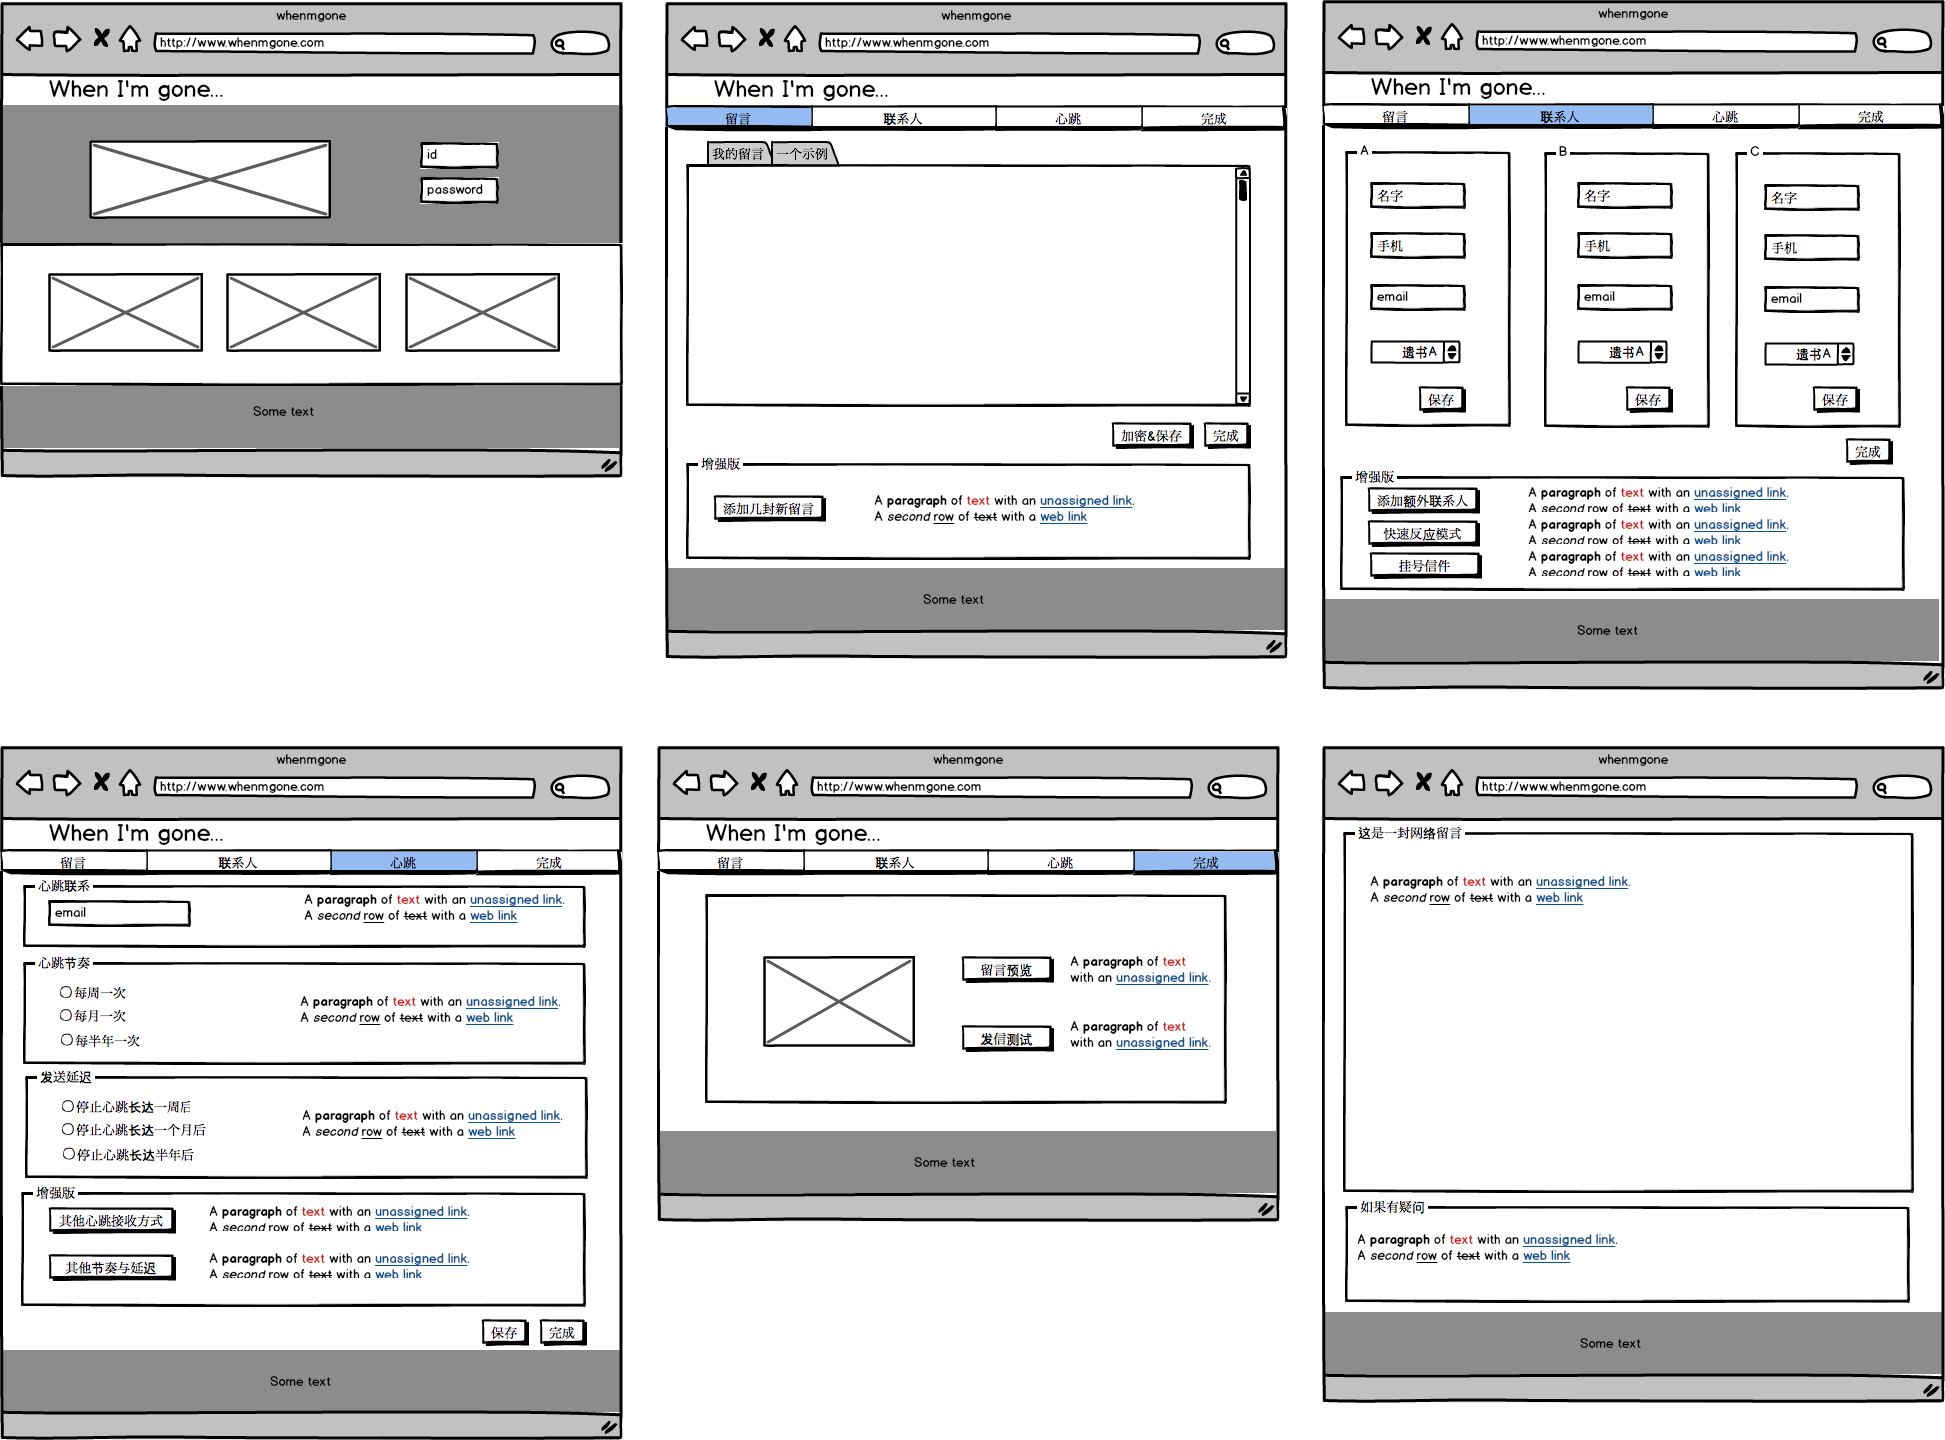 whenmgone
http://www.whenmgone.com
When I'm gone...
id
password
Some text
whenmgone
http://www.whenmgone.com
When I'm gone...
留言 联系人 心跳 完成
我的留言 一个示例
加密&保存 完成
增强版
添加几封新留言
A paragraph of text with an unassigned link.
A second row of text with a web link
Some text
whenmgone
http://www.whenmgone.com
When I'm gone...
留言 联系人 心跳 完成
A B C
名字 名字 名字
手机 手机 手机
email email email
遗书A 遗书A 遗书A
保存 保存 保存
完成
增强版
添加额外联系人
A paragraph of text with an unassigned link.
A second row of text with a web link
快速反应模式
A paragraph of text with an unassigned link.
A second row of text with a web link
挂号信件
A paragraph of text with an unassigned link.
A second row of text with a web link
Some text
whenmgone
http://www.whenmgone.com
When I'm gone...
留言 联系人 心跳 完成
心跳联系
email
A paragraph of text with an unassigned link.
A second row of text with a web link
心跳节奏
每周一次
每月一次
每半年一次
A paragraph of text with an unassigned link.
A second row of text with a web link
发送延迟
停止心跳长达一周后
停止心跳长达一个月后
停止心跳长达半年后
A paragraph of text with an unassigned link.
A second row of text with a web link
增强版
其他心跳接收方式
A paragraph of text with an unassigned link.
A second row of text with a web link
其他节奏与延迟
A paragraph of text with an unassigned link.
A second row of text with a web link
保存 完成
Some text
whenmgone
http://www.whenmgone.com
When I'm gone...
留言 联系人 心跳 完成
留言预览
A paragraph of text
with an unassigned link.
发信测试
A paragraph of text
with an unassigned link.
Some text
whenmgone
http://www.whenmgone.com
这是一封网络留言
A paragraph of text with an unassigned link.
A second row of text with a web link
如果有疑问
A paragraph of text with an unassigned link.
A second row of text with a web link
Some text